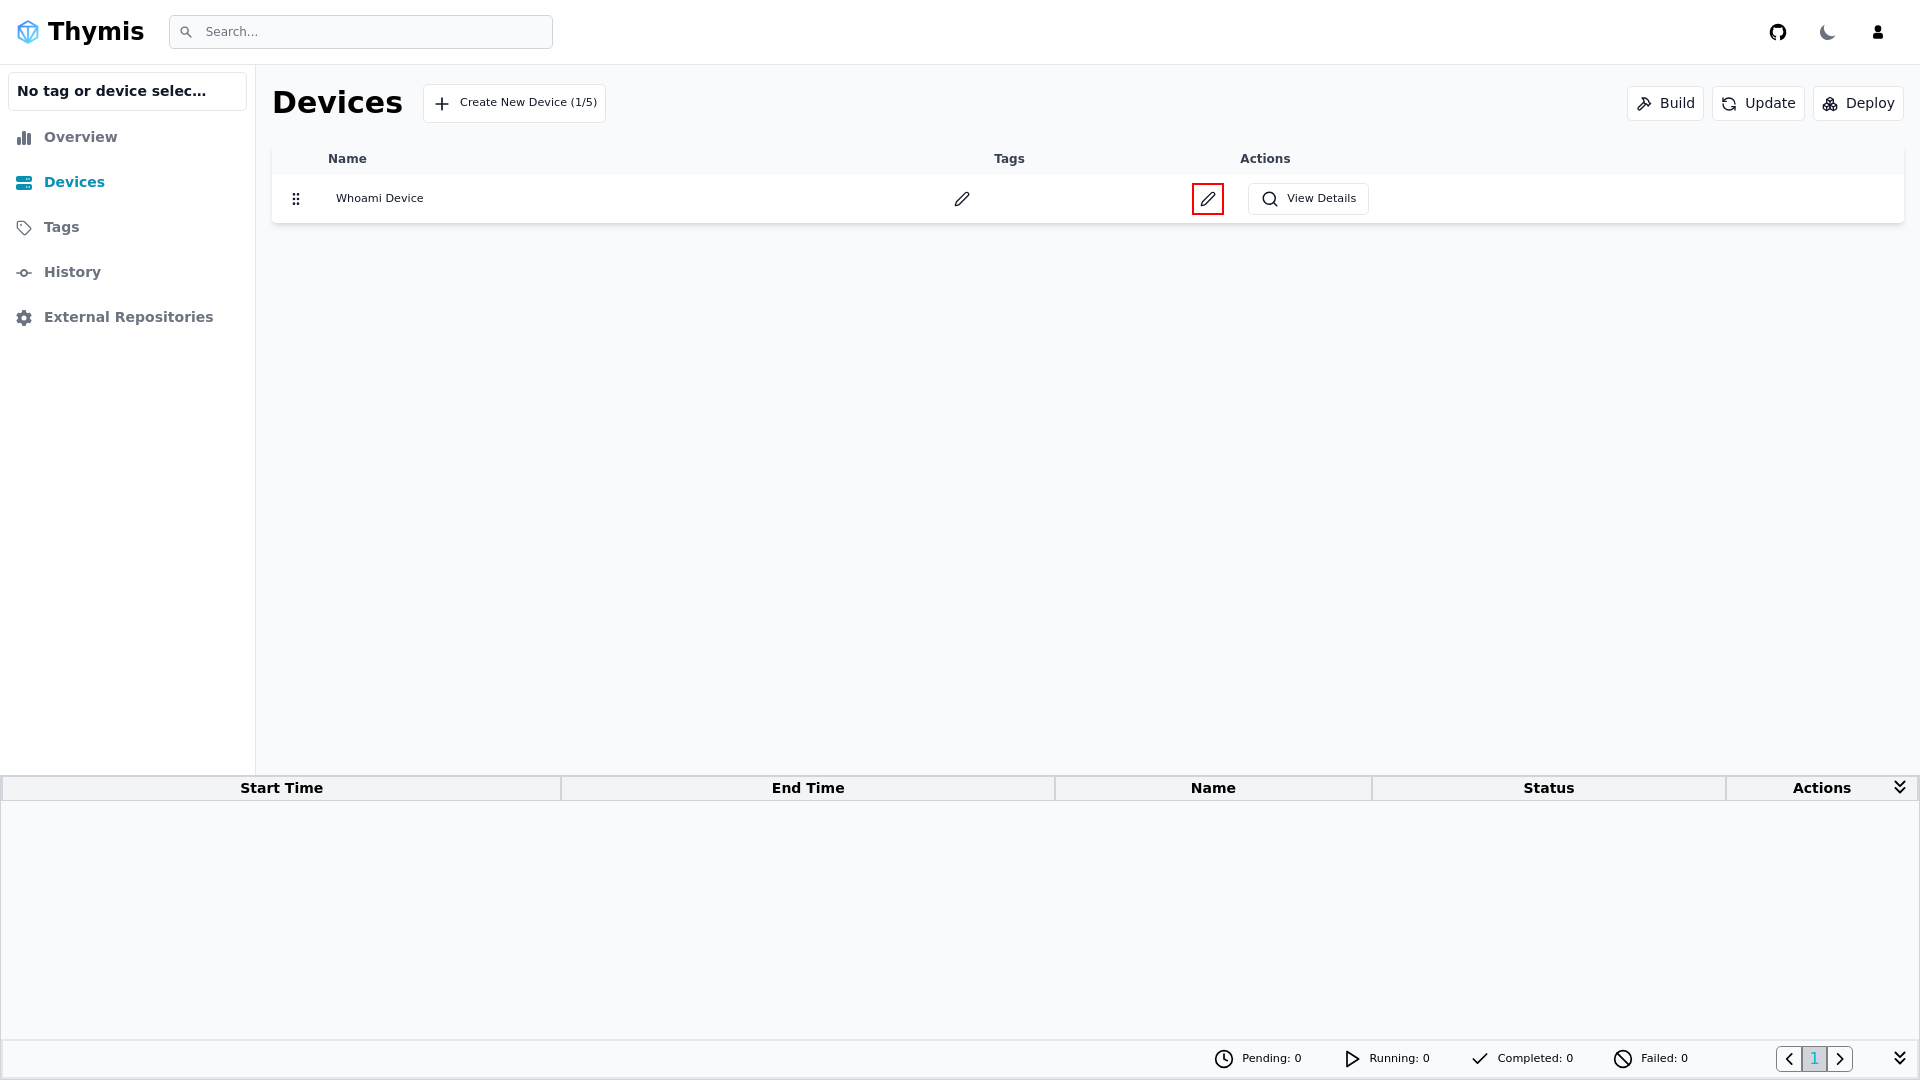 Thymis
Search...
No tag or device selec...
Overview
Devices
Tags
History
External Repositories
Devices
Create New Device (1/5)
Build
Update
Deploy
Name
Tags
Actions
Whoami Device
View Details
Start Time
End Time
Name
Status
Actions
Pending: 0
Running: 0
Completed: 0
Failed: 0
1